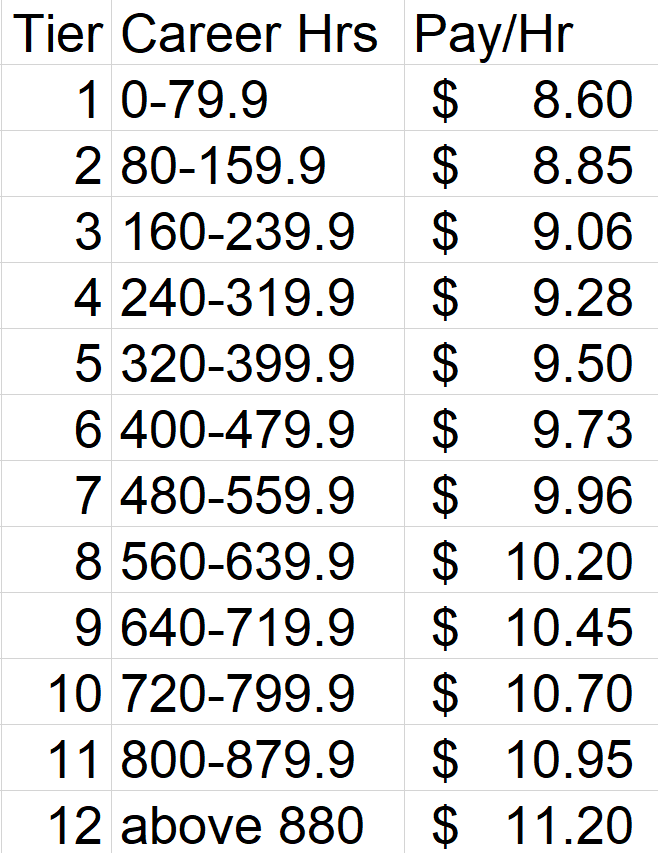 Tier Career Hrs Pay/Hr
1 0-79.9 $ 8.60
2 80-159.9 $ 8.85
3 160-239.9 $ 9.06
4 240-319.9 $ 9.28
5 320-399.9 $ 9.50
6 400-479.9 $ 9.73
7 480-559.9 $ 9.96
8 560-639.9 $ 10.20
9 640-719.9 $ 10.45
10 720-799.9 $ 10.70
11 800-879.9 $ 10.95
12 above 880 $ 11.20